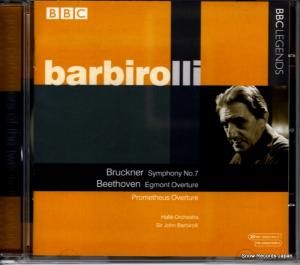 BBC
BBC LEGENDS
barbirolli
Bruckner Symphony No.7
Beethoven Egmont Overture
Prometheus Overture
Hallé Orchestra
Sir John Barbirolli
Snow Records Japan